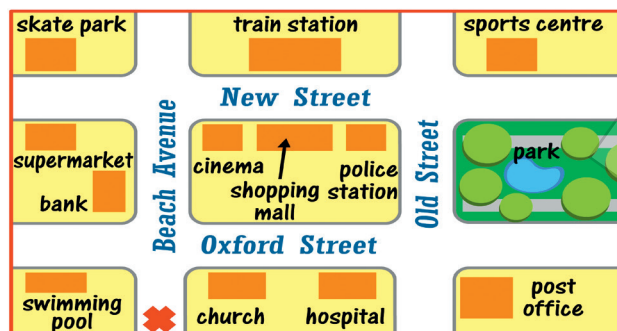 skate park
train station
sports centre
New Street
Beach Avenue
supermarket
bank
cinema
shopping
mall
police
station
Old Street
park
Oxford Street
swimming
pool
church
hospital
post
office